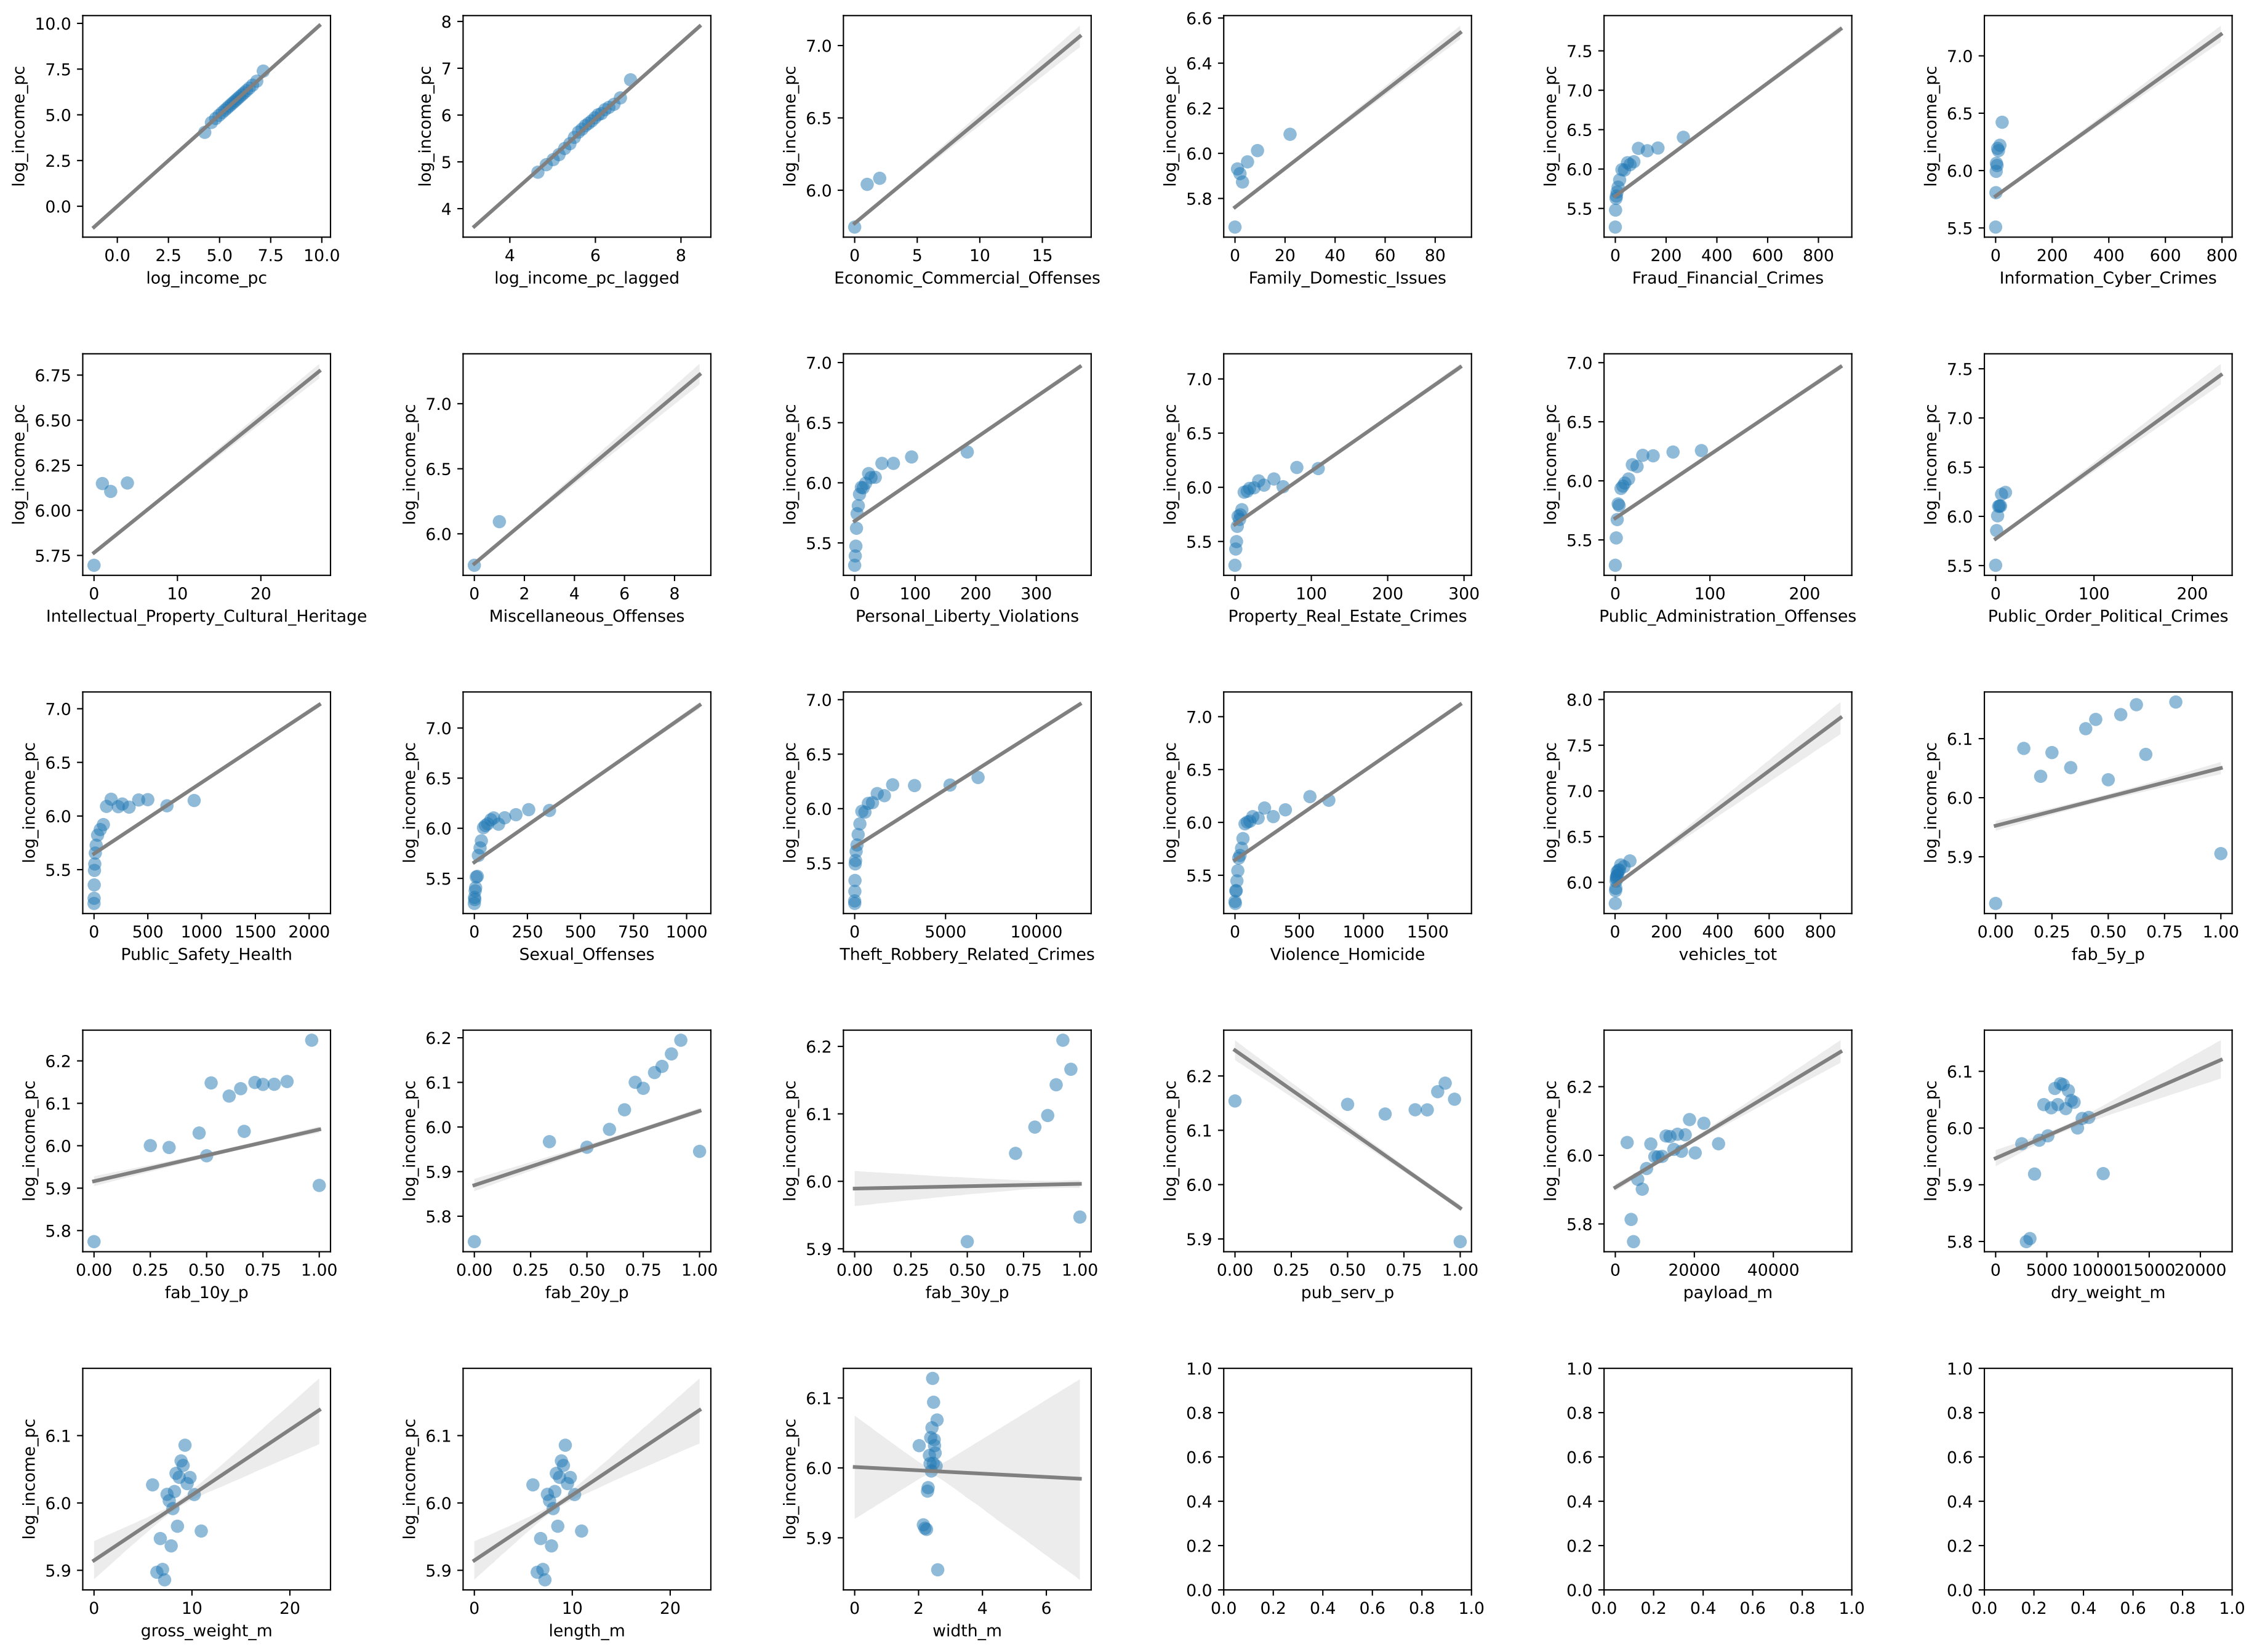 log_income_pc
10.0
7.5
5.0
2.5
0.0
0.0 2.5 5.0 7.5 10.0
log_income_pc
log_income_pc
8
7
6
5
4
4 6 8
log_income_pc_lagged
log_income_pc
7.0
6.5
6.0
0 5 10 15
Economic_Commercial_Offenses
log_income_pc
6.6
6.4
6.2
6.0
5.8
0 20 40 60 80
Family_Domestic_Issues
log_income_pc
7.5
7.0
6.5
6.0
5.5
0 200 400 600 800
Fraud_Financial_Crimes
log_income_pc
7.0
6.5
6.0
5.5
0 200 400 600 800
Information_Cyber_Crimes
log_income_pc
6.75
6.50
6.25
6.00
5.75
0 10 20
Intellectual_Property_Cultural_Heritage
log_income_pc
7.0
6.5
6.0
0 2 4 6 8
Miscellaneous_Offenses
log_income_pc
7.0
6.5
6.0
5.5
0 100 200 300
Personal_Liberty_Violations
log_income_pc
7.0
6.5
6.0
5.5
0 100 200 300
Property_Real_Estate_Crimes
log_income_pc
7.0
6.5
6.0
5.5
0 100 200
Public_Administration_Offenses
log_income_pc
7.5
7.0
6.5
6.0
5.5
0 100 200
Public_Order_Political_Crimes
log_income_pc
7.0
6.5
6.0
5.5
0 500 1000 1500 2000
Public_Safety_Health
log_income_pc
7.0
6.5
6.0
5.5
0 250 500 750 1000
Sexual_Offenses
log_income_pc
7.0
6.5
6.0
5.5
0 5000 10000
Theft_Robbery_Related_Crimes
log_income_pc
7.0
6.5
6.0
5.5
0 500 1000 1500
Violence_Homicide
log_income_pc
8.0
7.5
7.0
6.5
6.0
0 200 400 600 800
vehicles_tot
log_income_pc
6.1
6.0
5.9
0.00 0.25 0.50 0.75 1.00
fab_5y_p
log_income_pc
6.2
6.1
6.0
5.9
5.8
0.00 0.25 0.50 0.75 1.00
fab_10y_p
log_income_pc
6.2
6.1
6.0
5.9
5.8
0.00 0.25 0.50 0.75 1.00
fab_20y_p
log_income_pc
6.2
6.1
6.0
5.9
0.00 0.25 0.50 0.75 1.00
fab_30y_p
log_income_pc
6.2
6.1
6.0
5.9
0.00 0.25 0.50 0.75 1.00
pub_serv_p
log_income_pc
6.2
6.0
5.8
0 20000 40000
payload_m
log_income_pc
6.1
6.0
5.9
5.8
0 5000 10000 15000 20000
dry_weight_m
log_income_pc
6.1
6.0
5.9
0 10 20
gross_weight_m
log_income_pc
6.1
6.0
5.9
0 10 20
length_m
log_income_pc
6.1
6.0
5.9
0 2 4 6
width_m
1.0
0.8
0.6
0.4
0.2
0.0
0.0 0.2 0.4 0.6 0.8 1.0
1.0
0.8
0.6
0.4
0.2
0.0
0.0 0.2 0.4 0.6 0.8 1.0
1.0
0.8
0.6
0.4
0.2
0.0
0.0 0.2 0.4 0.6 0.8 1.0